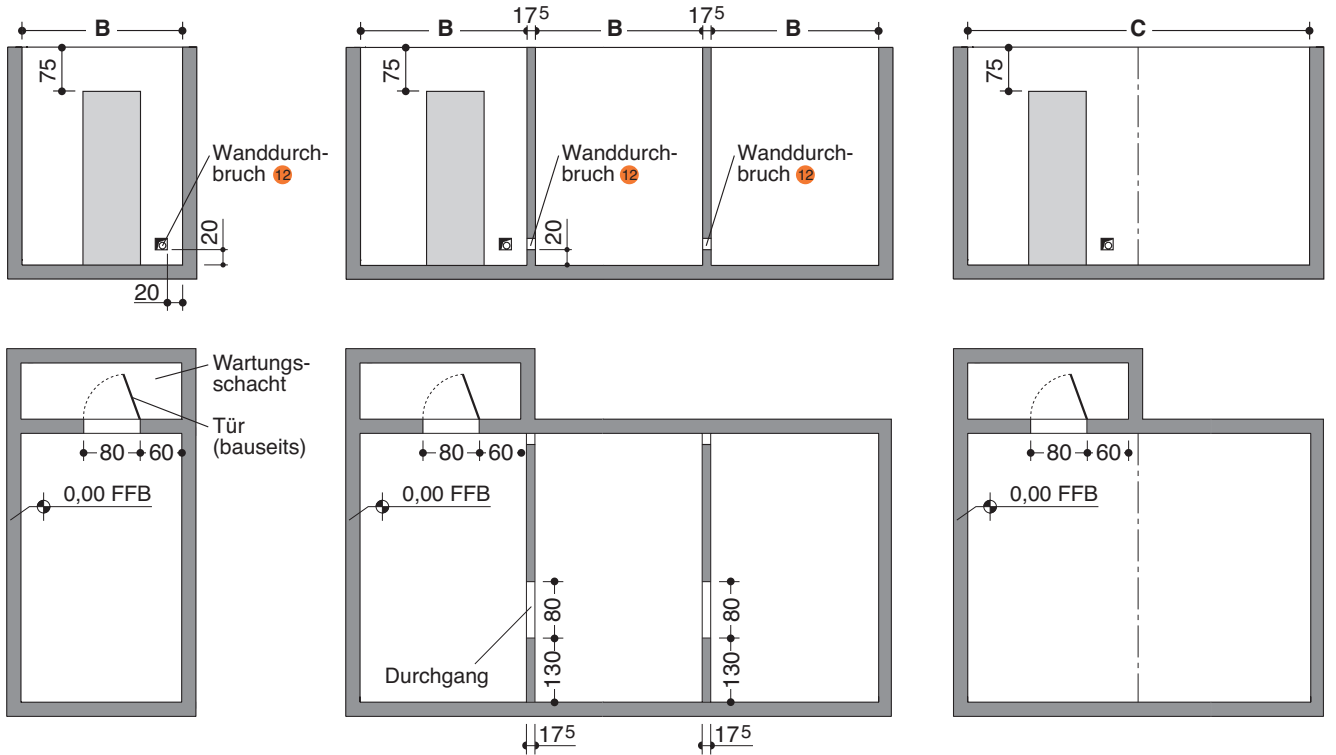 B
75
Wanddurch-
bruch 12
20
20
17⁵
17⁵
B
B
B
75
Wanddurch-
bruch 12
Wanddurch-
bruch 12
20
C
75
Wartungs-
schacht
Tür
(bauseits)
80
60
0,00 FFB
80
60
0,00 FFB
80
80
130
130
Durchgang
17⁵
17⁵
80
60
0,00 FFB